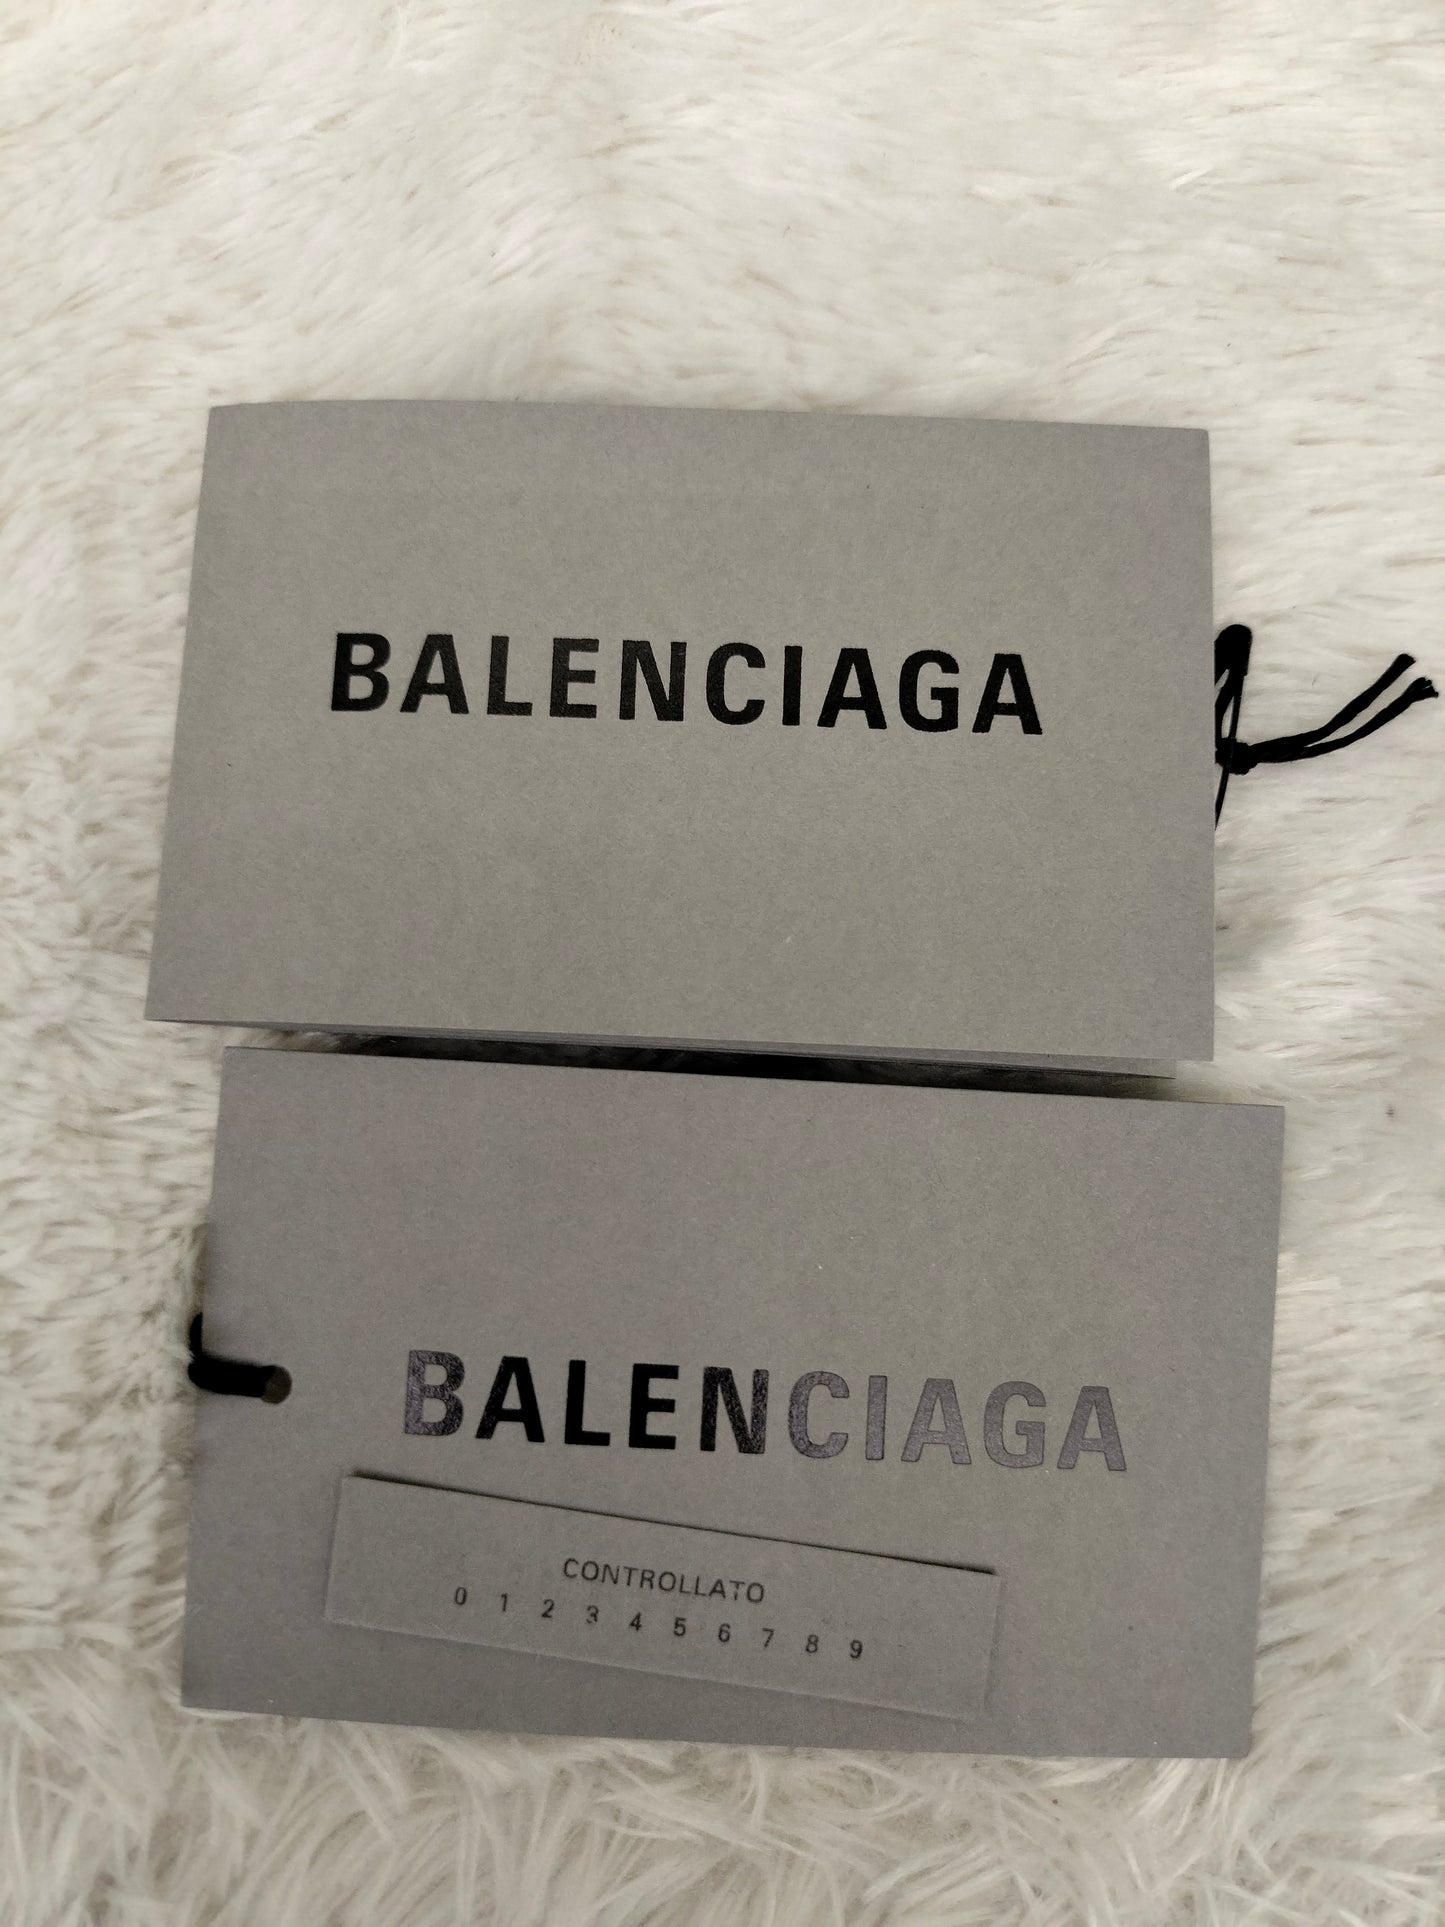 BALENCIAGA
BALENCIAGA
CONTROLLATO
0 1 2 3 4 5 6 7 8 9